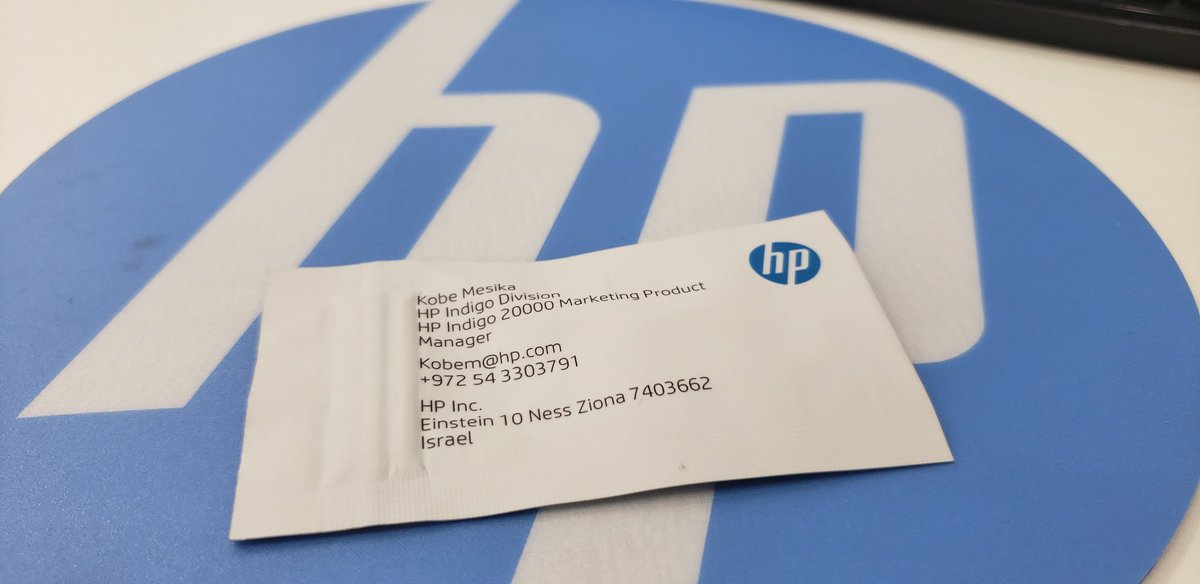 hp
hp
Kobe Mesika
HP Indigo Division
HP Indigo 20000 Marketing Product
Manager
Kobem@hp.com
+972 54 3303791
HP Inc.
Einstein 10 Ness Ziona 7403662
Israel